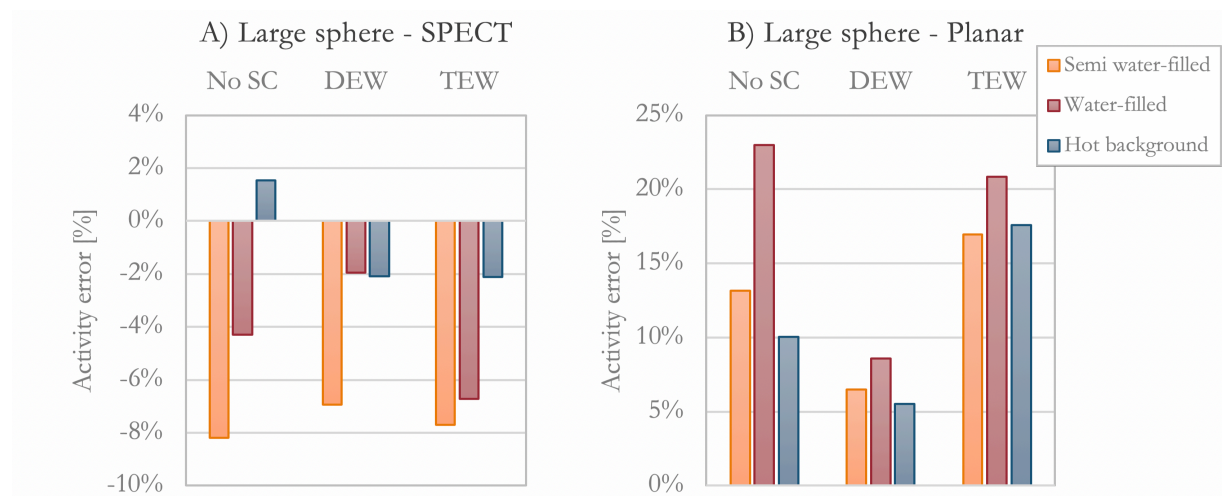 A) Large sphere - SPECT
No SC DEW TEW
4%
2%
0%
-2%
-4%
-6%
-8%
-10%
Activity error [%]
B) Large sphere - Planar
No SC DEW TEW
25%
20%
15%
10%
5%
0%
Activity error [%]
Semi water-filled
Water-filled
Hot background